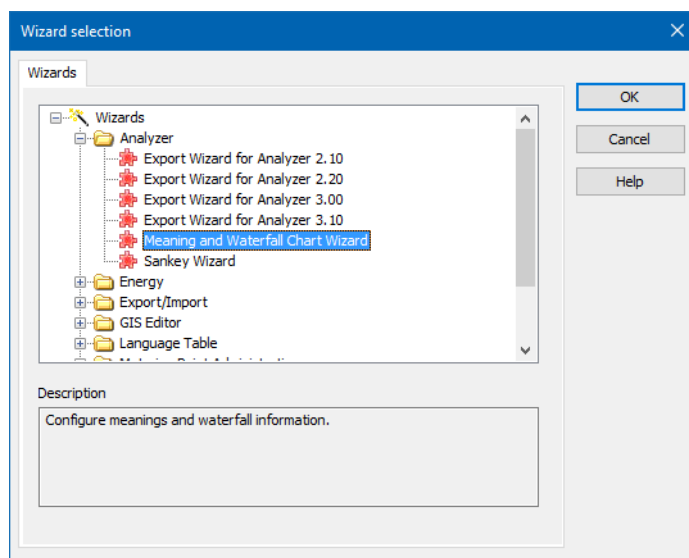 Wizard selection
Wizards
OK
Cancel
Help
Wizards
Analyzer
Export Wizard for Analyzer 2.10
Export Wizard for Analyzer 2.20
Export Wizard for Analyzer 3.00
Export Wizard for Analyzer 3.10
Meaning and Waterfall Chart Wizard
Sankey Wizard
Energy
Export/Import
GIS Editor
Language Table
Description
Configure meanings and waterfall information.